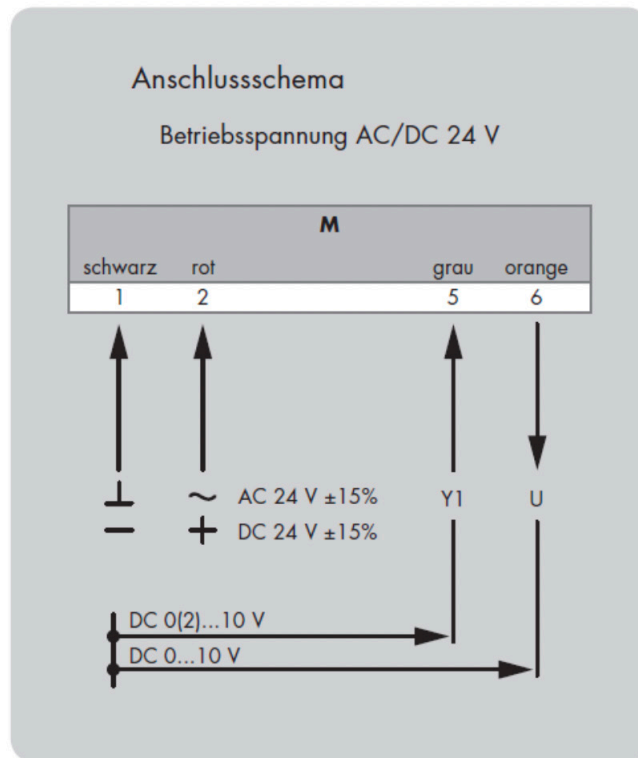 Anschlussschema
Betriebsspannung AC/DC 24 V
M
schwarz rot grau orange
1 2 5 6
~ AC 24 V ±15% Y1 U
− + DC 24 V ±15%
DC 0(2)...10 V
DC 0...10 V